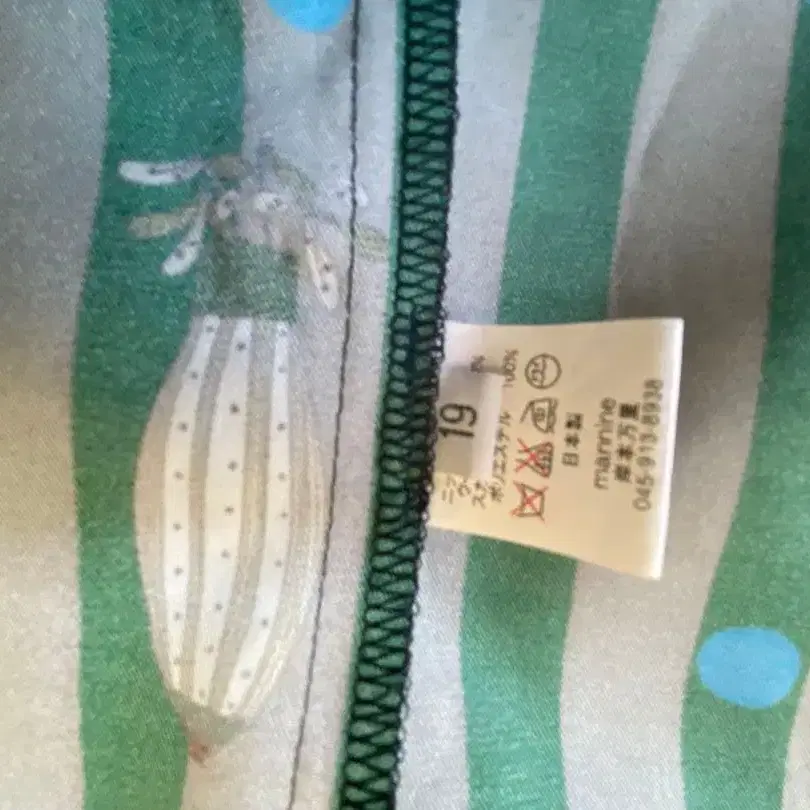 19
ポリエステル 100%
日本製
mannine
岸本万里
045-913-8938